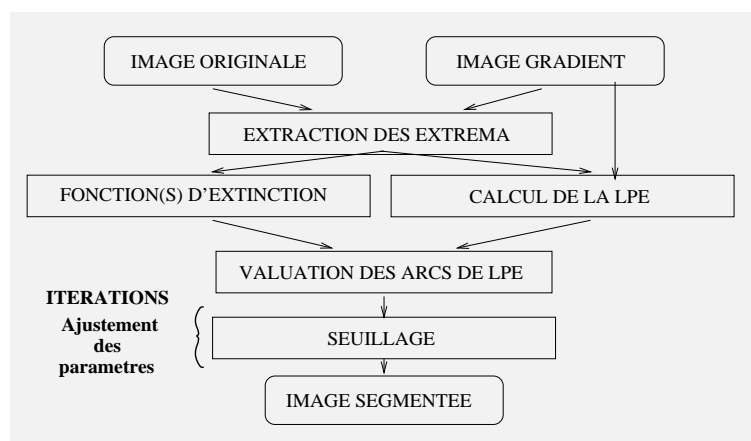 IMAGE ORIGINALE
IMAGE GRADIENT
EXTRACTION DES EXTREMA
FONCTION(S) D'EXTINCTION
CALCUL DE LA LPE
VALUATION DES ARCS DE LPE
ITERATIONS
Ajustement
des
parametres
SEUILLAGE
IMAGE SEGMENTEE